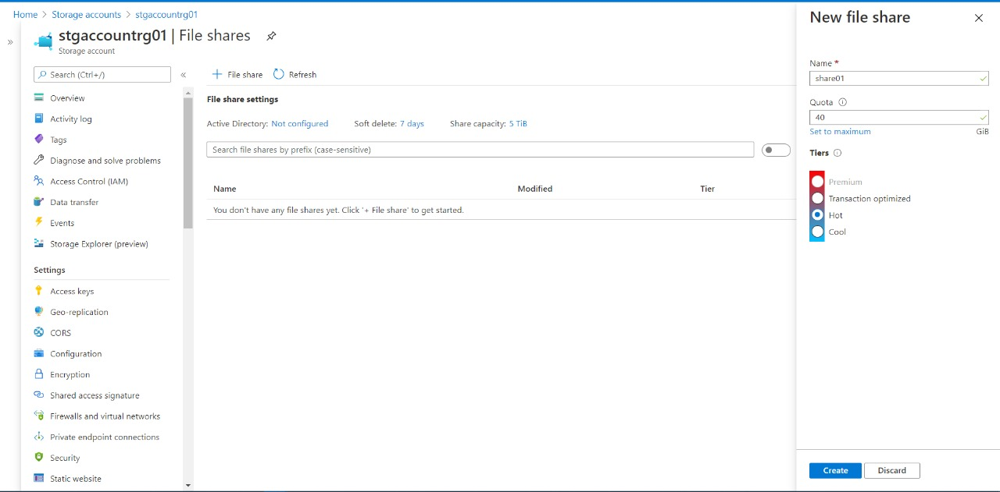 Home > Storage accounts > stgaccountrg01
stgaccountrg01 | File shares
Storage account
Search (Ctrl+/)
Overview
Activity log
Tags
Diagnose and solve problems
Access Control (IAM)
Data transfer
Events
Storage Explorer (preview)
Settings
Access keys
Geo-replication
CORS
Configuration
Encryption
Shared access signature
Firewalls and virtual networks
Private endpoint connections
Security
Static website
+ File share Refresh
File share settings
Active Directory: Not configured Soft delete: 7 days Share capacity: 5 TiB
Search file shares by prefix (case-sensitive)
Name Modified Tier
You don't have any file shares yet. Click '+ File share' to get started.
New file share
Name *
share01
Quota
40
Set to maximum GiB
Tiers
Premium
Transaction optimized
Hot
Cool
Create Discard